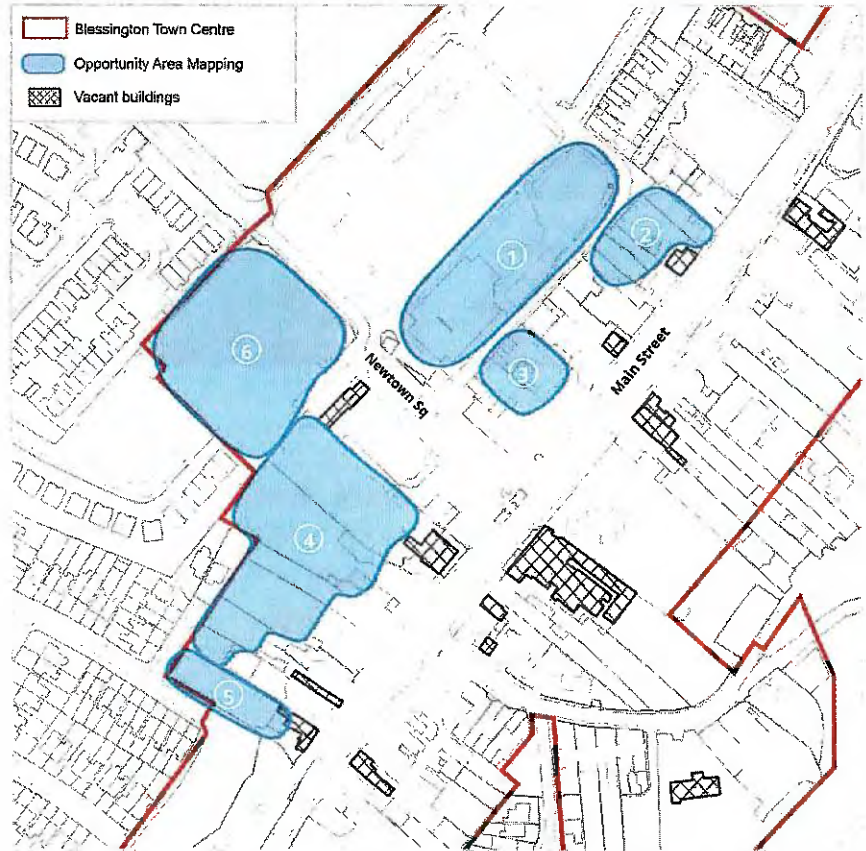 Blessington Town Centre
Opportunity Area Mapping
Vacant buildings
1
2
3
6
Newtown Sq
Main Street
4
5